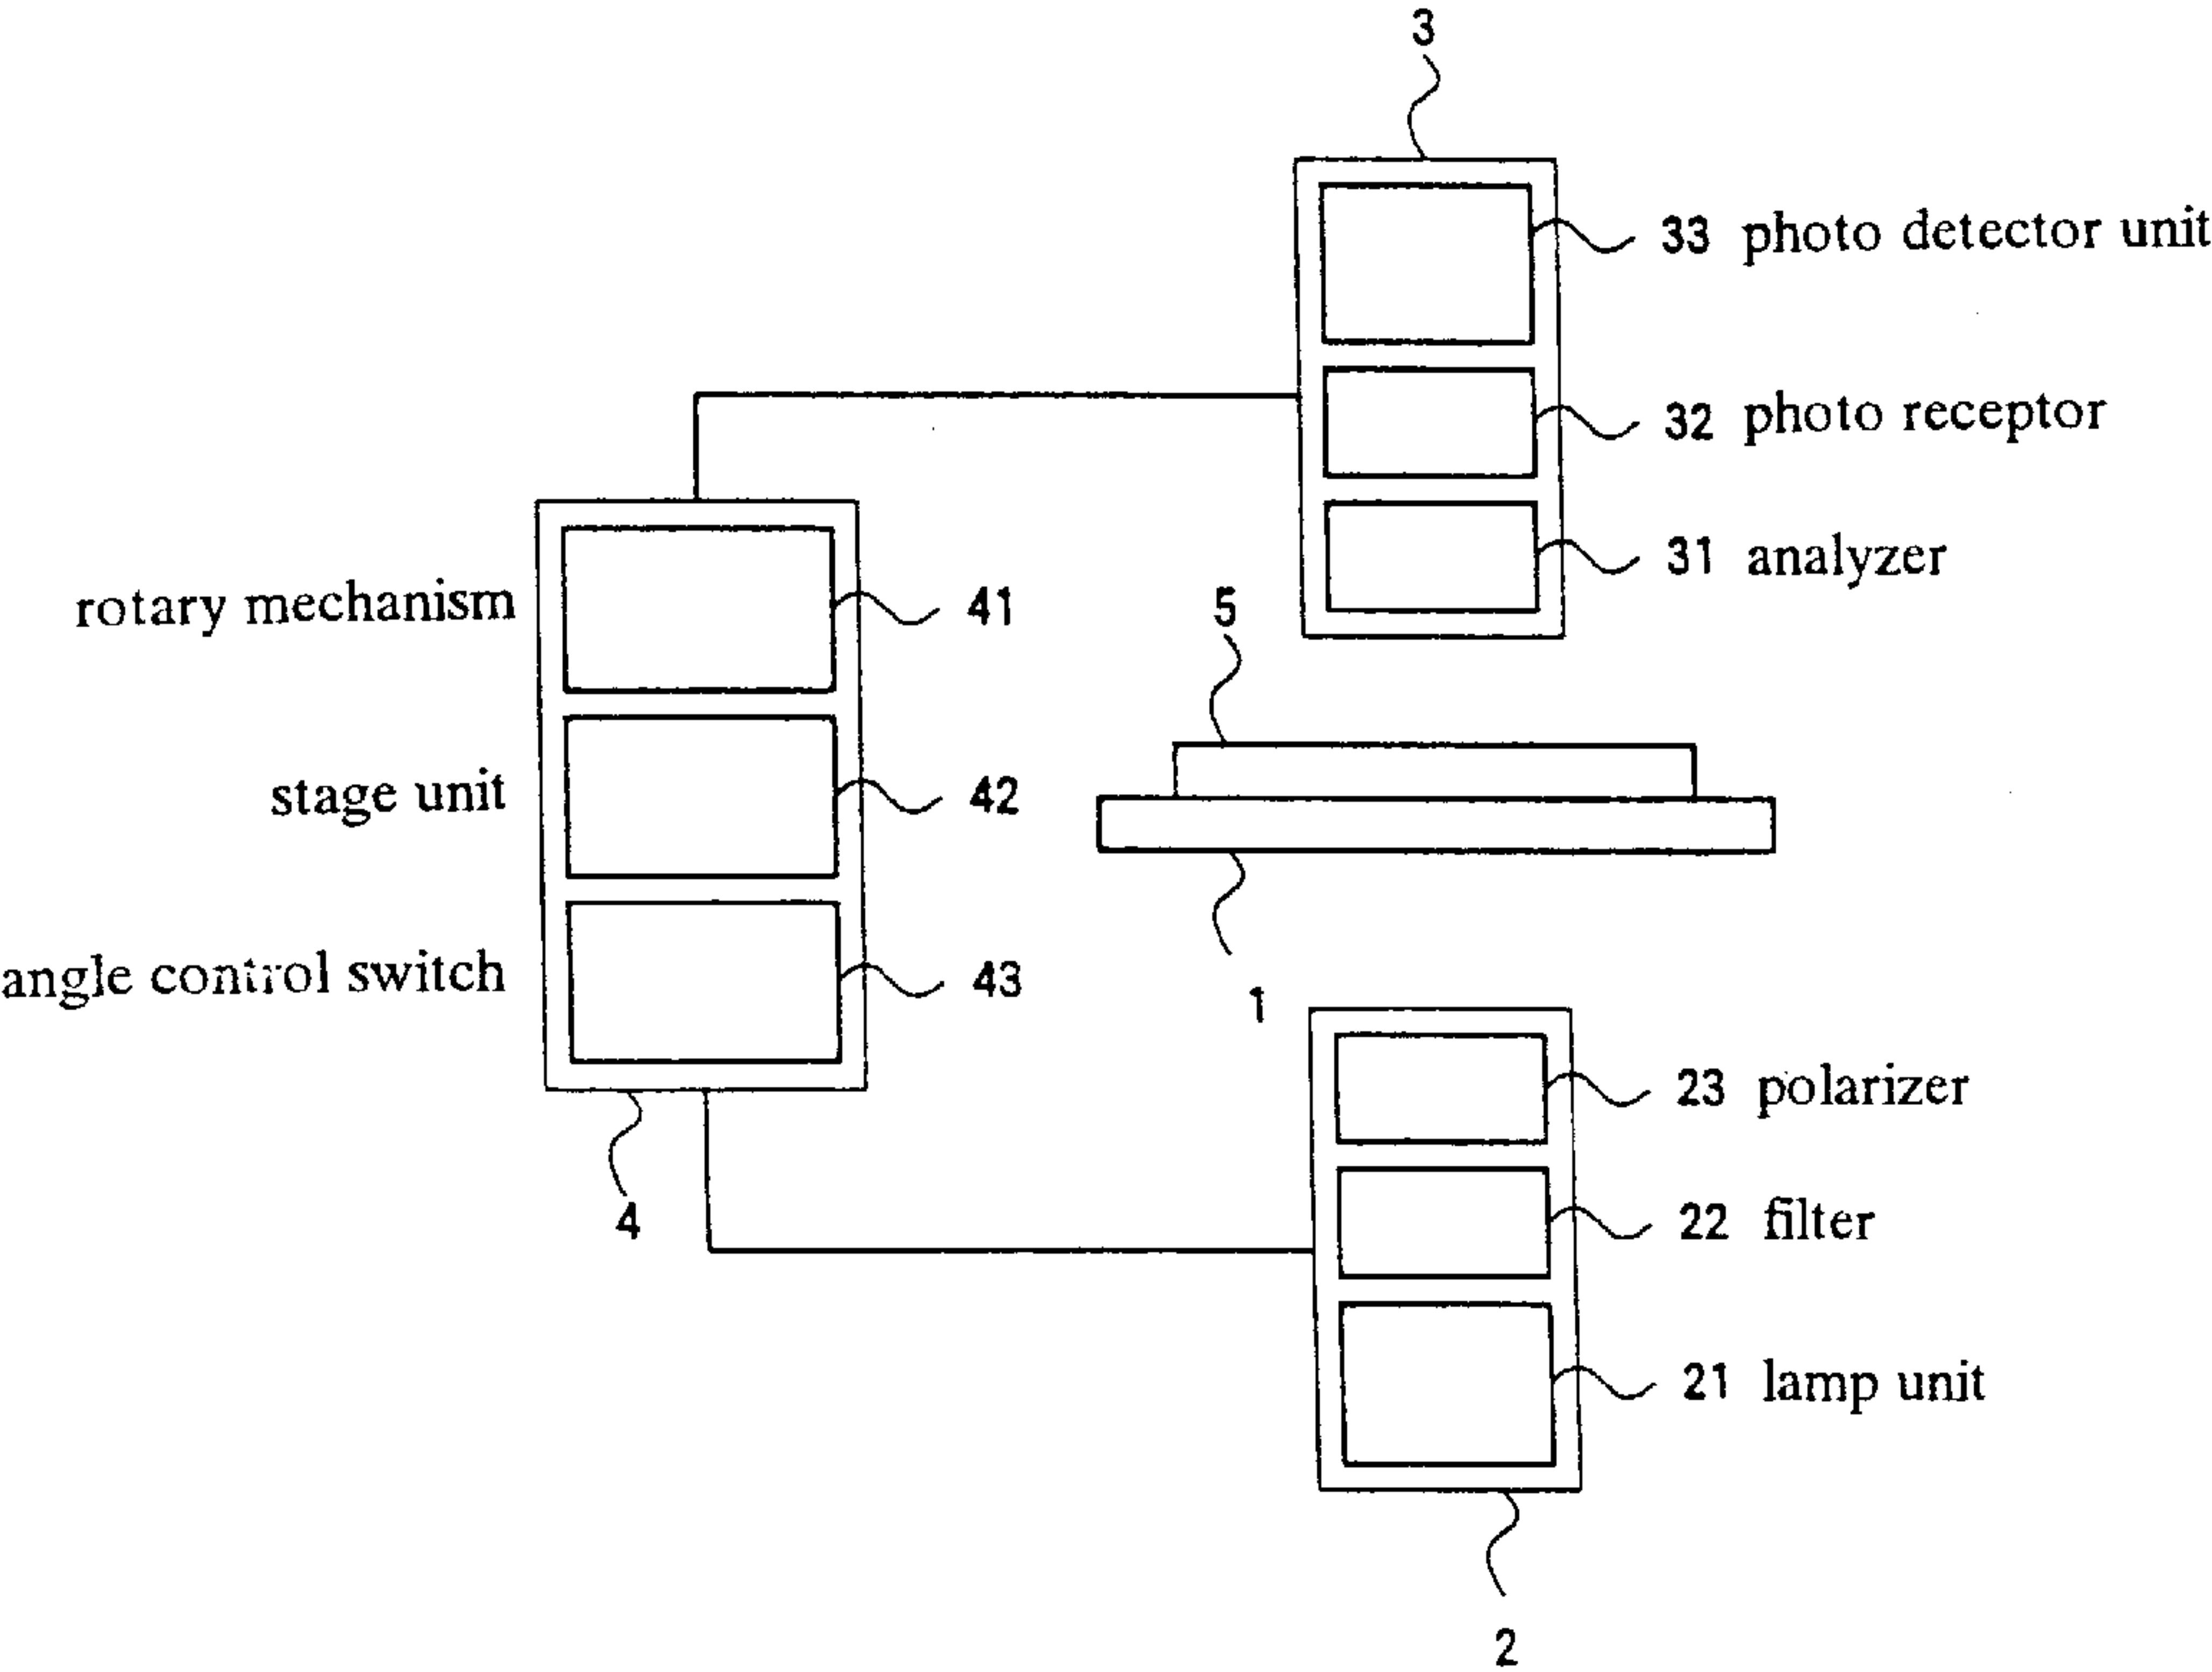 3
33 photo detector unit
32 photo receptor
31 analyzer
5
rotary mechanism 41
stage unit 42
angle control switch 43
1
4
23 polarizer
22 filter
21 lamp unit
2